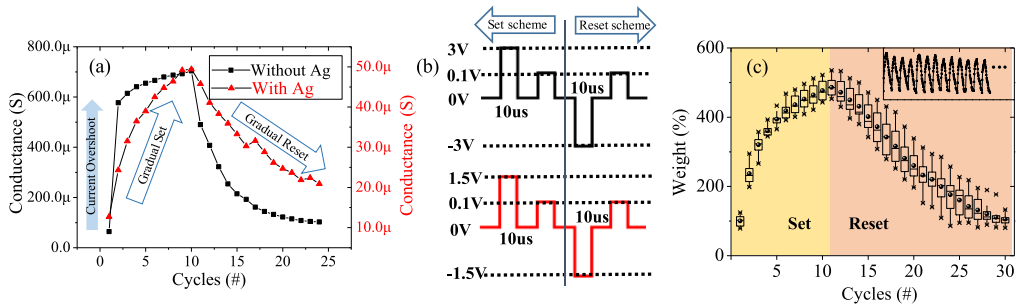 (a)
800.0μ
600.0μ
400.0μ
200.0μ
0.0
Conductance (S)
0
5
10
15
20
25
Cycles (#)
50.0μ
40.0μ
30.0μ
20.0μ
10.0μ
Conductance (S)
Without Ag
With Ag
Current Overshoot
Gradual Set
Gradual Reset
(b)
Set scheme
Reset scheme
3V
0.1V
0V
-3V
10us
10us
1.5V
0.1V
0V
-1.5V
10us
10us
(c)
600
400
200
0
Weight (%)
Set
Reset
0
5
10
15
20
25
30
Cycles (#)